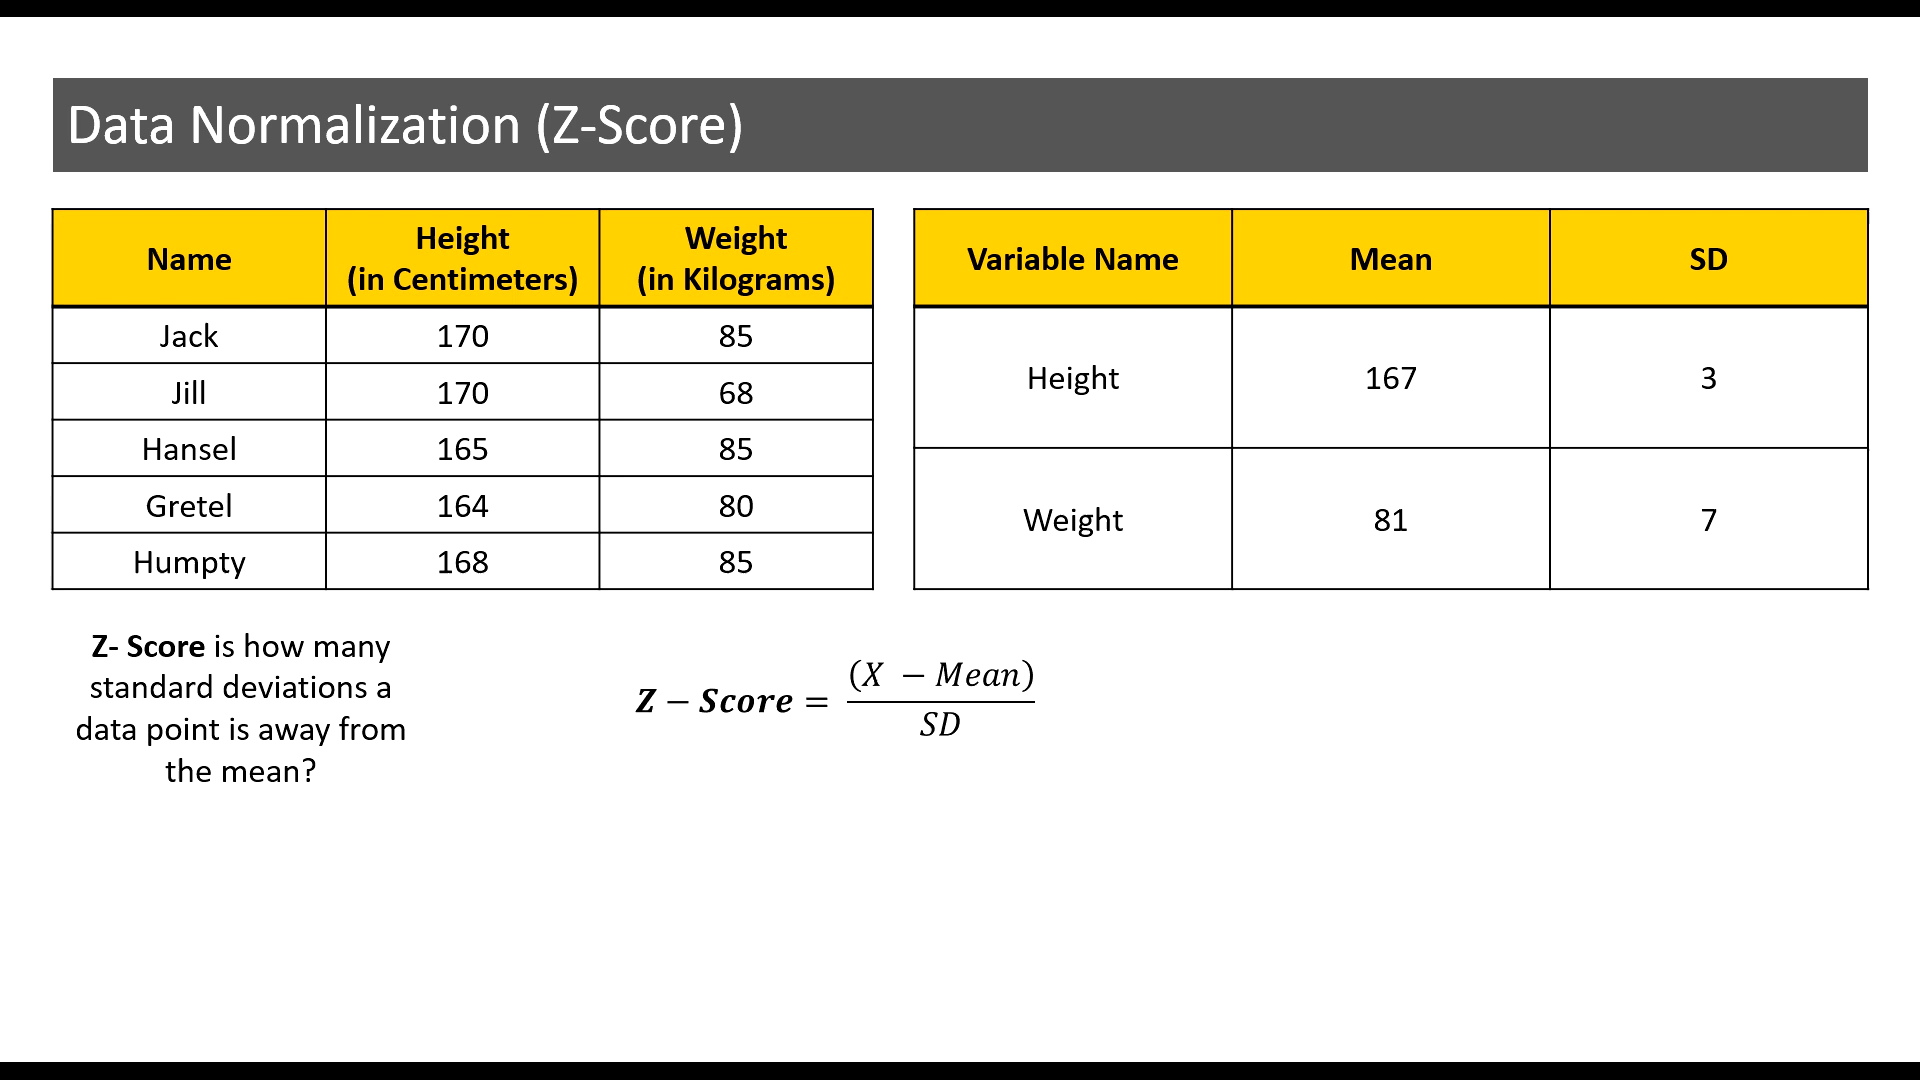 Data Normalization (Z-Score)
Name Height (in Centimeters) Weight (in Kilograms)
Jack 170 85
Jill 170 68
Hansel 165 85
Gretel 164 80
Humpty 168 85
Variable Name Mean SD
Height 167 3
Weight 81 7
Z- Score is how many
standard deviations a
data point is away from
the mean?
Z − Score = (X − Mean)
SD